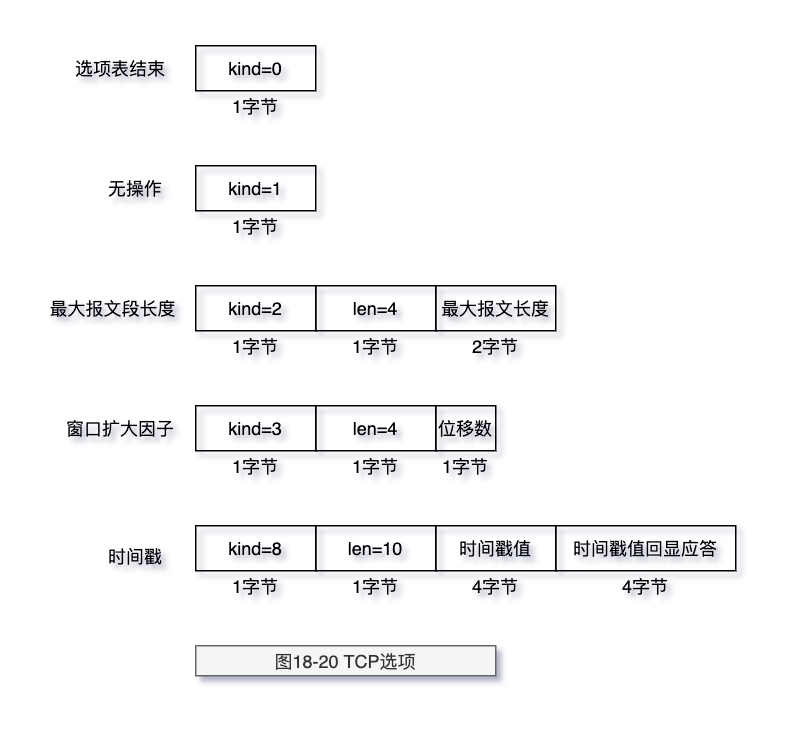 选项表结束 kind=0
1字节
无操作 kind=1
1字节
最大报文段长度 kind=2 len=4 最大报文长度
1字节 1字节 2字节
窗口扩大因子 kind=3 len=4 位移数
1字节 1字节 1字节
时间戳 kind=8 len=10 时间戳值 时间戳值回显应答
1字节 1字节 4字节 4字节
图18-20 TCP选项